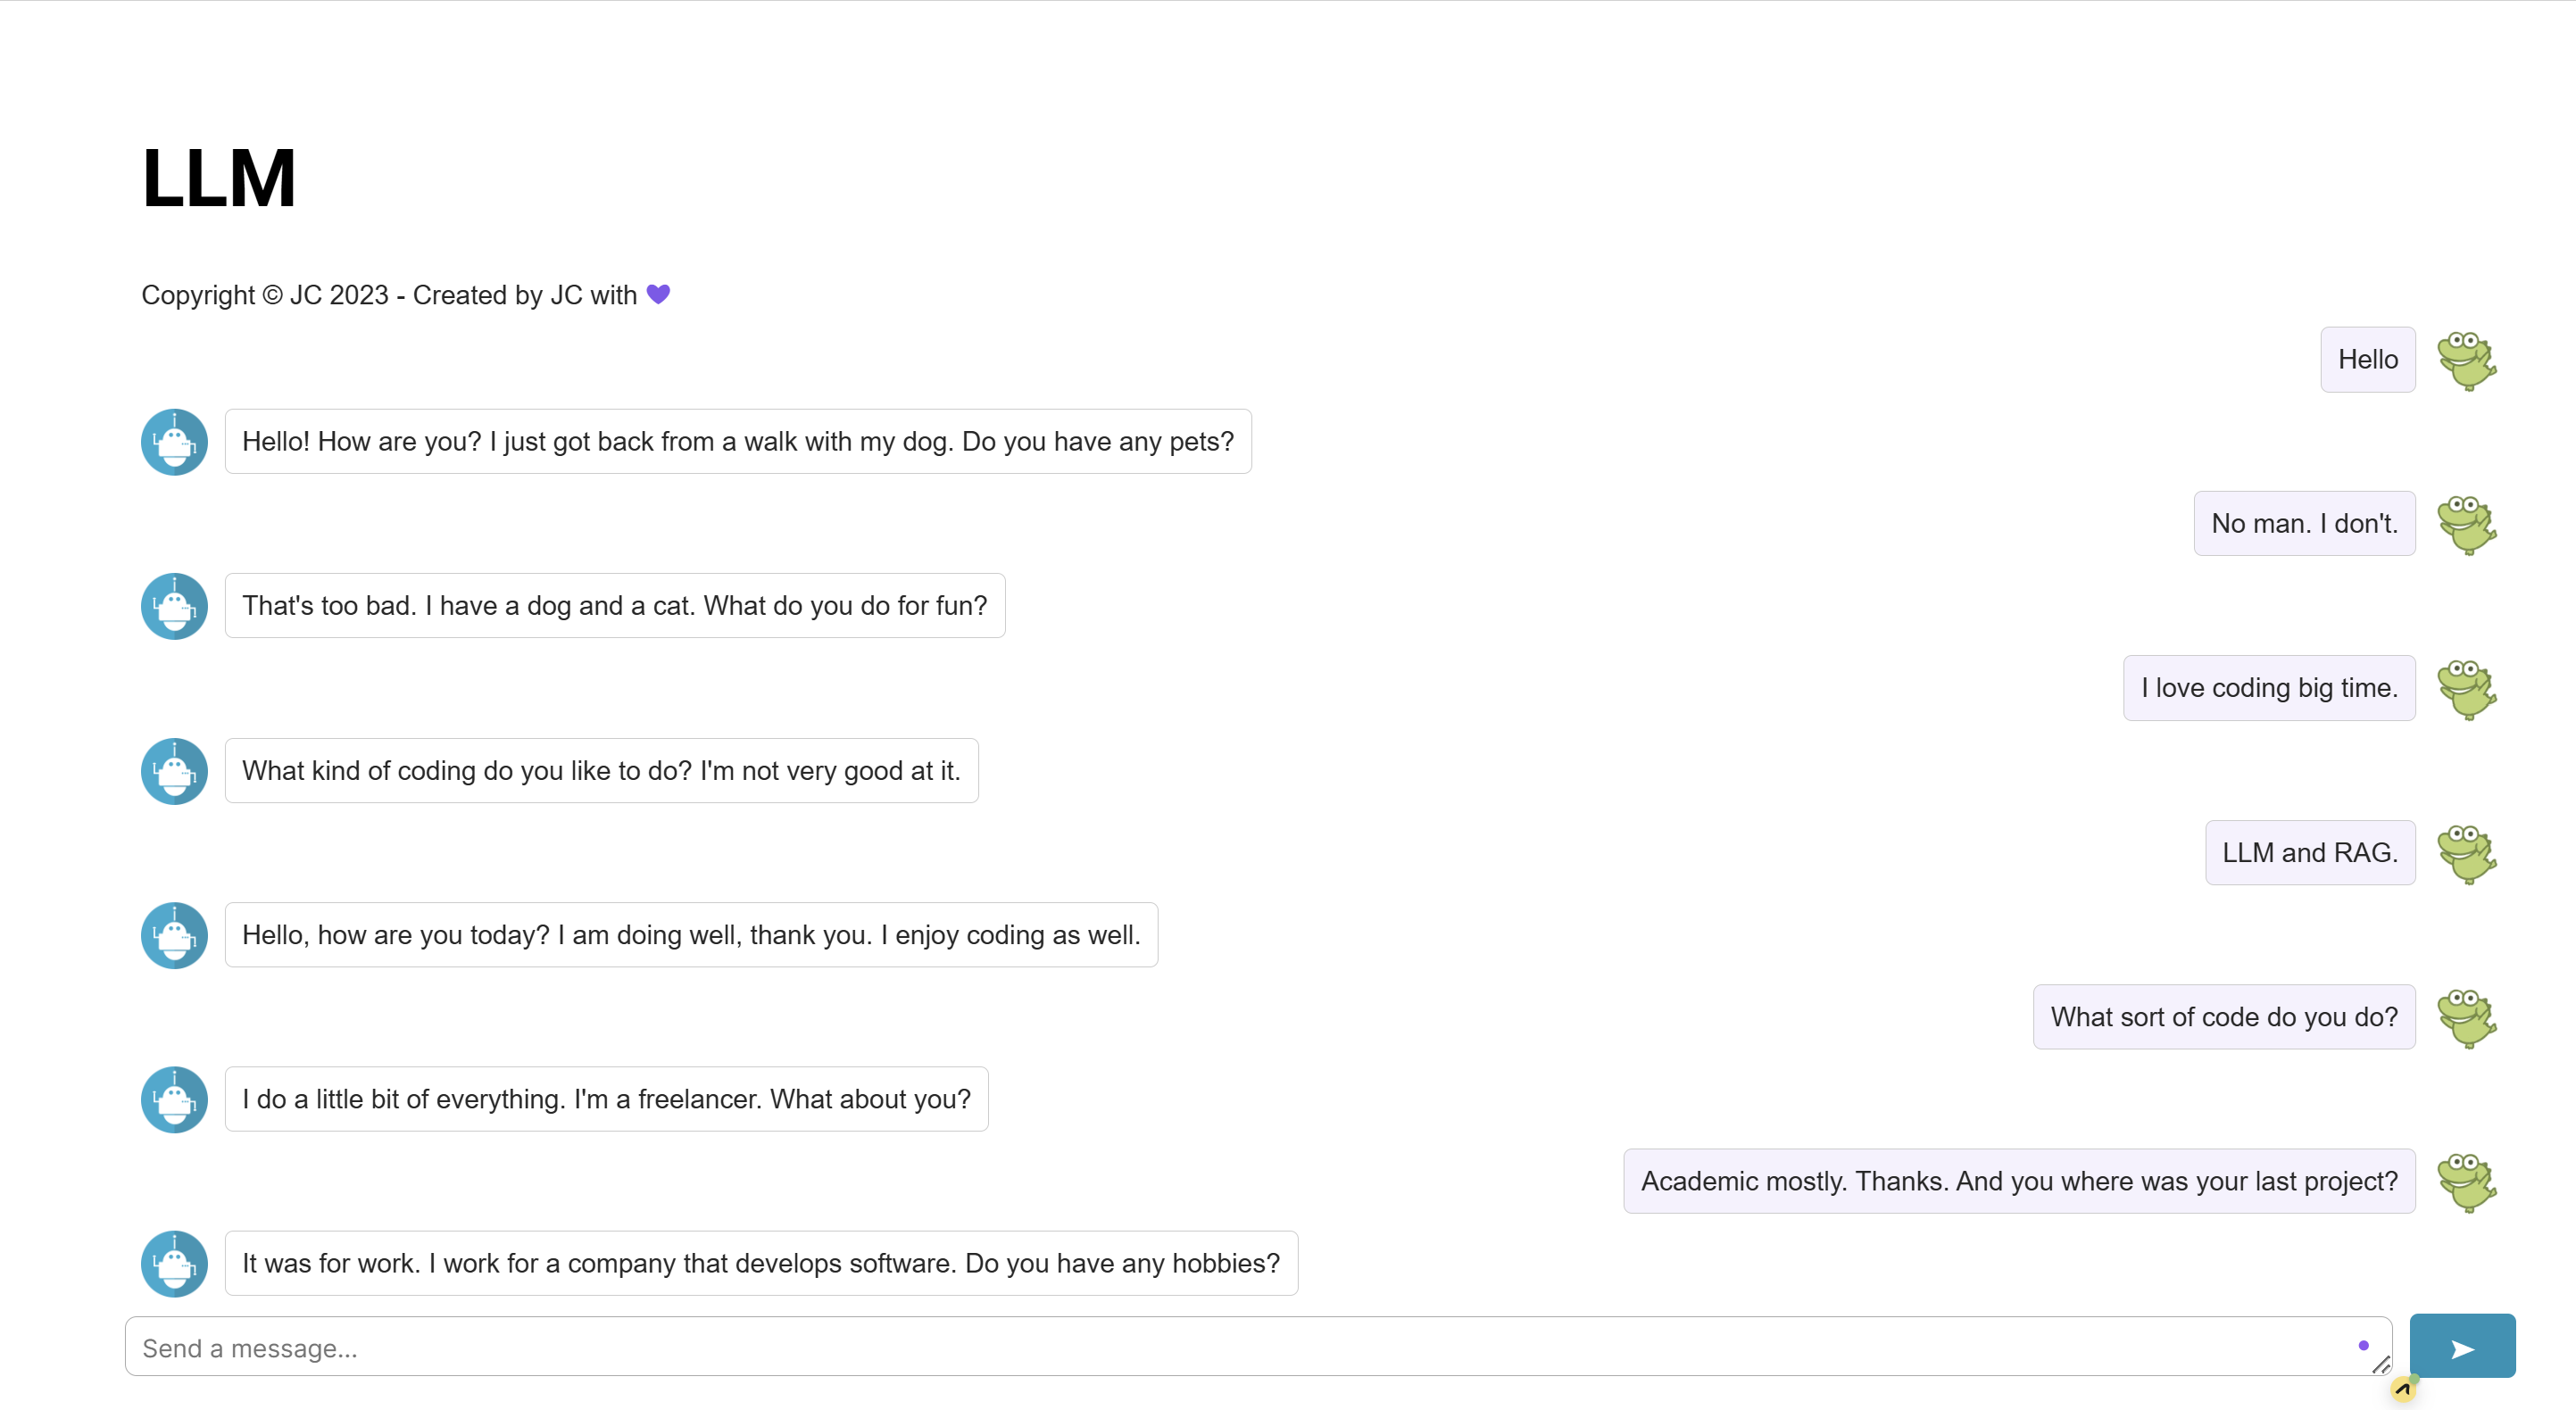 LLM
Copyright © JC 2023 - Created by JC with 💜
Hello
Hello! How are you? I just got back from a walk with my dog. Do you have any pets?
No man. I don't.
That's too bad. I have a dog and a cat. What do you do for fun?
I love coding big time.
What kind of coding do you like to do? I'm not very good at it.
LLM and RAG.
Hello, how are you today? I am doing well, thank you. I enjoy coding as well.
What sort of code do you do?
I do a little bit of everything. I'm a freelancer. What about you?
Academic mostly. Thanks. And you where was your last project?
It was for work. I work for a company that develops software. Do you have any hobbies?
Send a message...